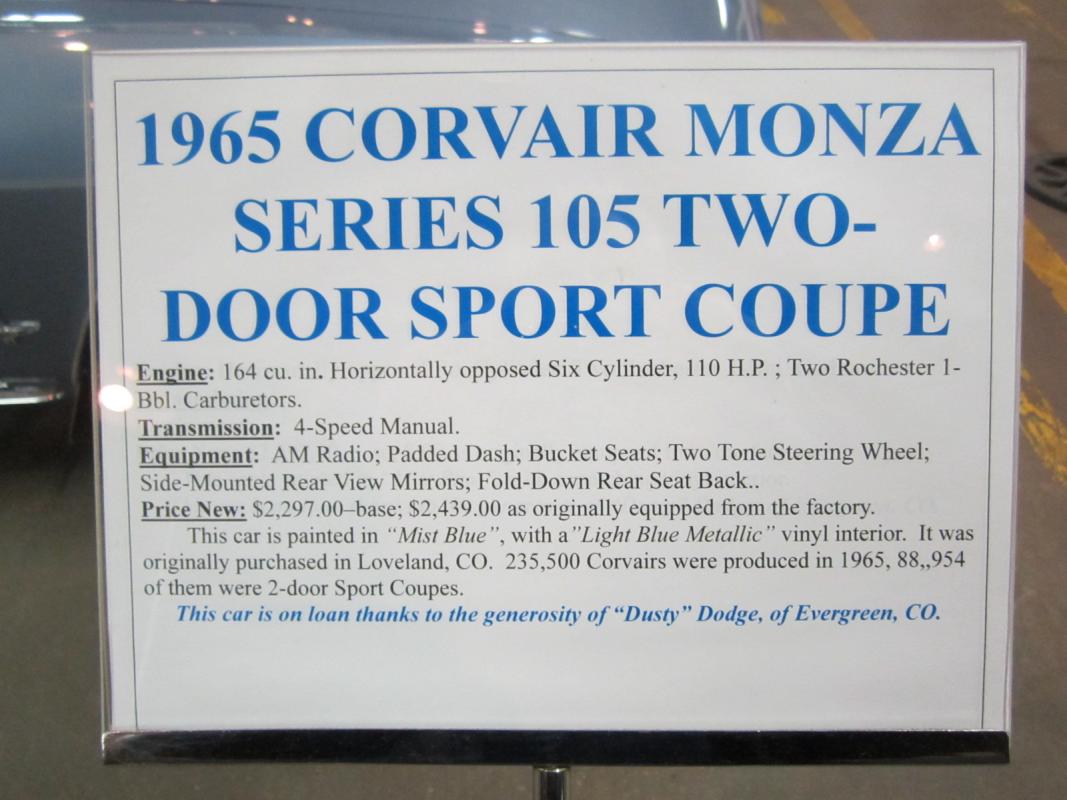 1965 CORVAIR MONZA
SERIES 105 TWO-
DOOR SPORT COUPE
Engine: 164 cu. in. Horizontally opposed Six Cylinder, 110 H.P. ; Two Rochester 1-
Bbl. Carburetors.
Transmission: 4-Speed Manual.
Equipment: AM Radio; Padded Dash; Bucket Seats; Two Tone Steering Wheel;
Side-Mounted Rear View Mirrors; Fold-Down Rear Seat Back..
Price New: $2,297.00–base; $2,439.00 as originally equipped from the factory.
This car is painted in “Mist Blue”, with a ”Light Blue Metallic” vinyl interior. It was
originally purchased in Loveland, CO. 235,500 Corvairs were produced in 1965, 88,,954
of them were 2-door Sport Coupes.
This car is on loan thanks to the generosity of “Dusty” Dodge, of Evergreen, CO.